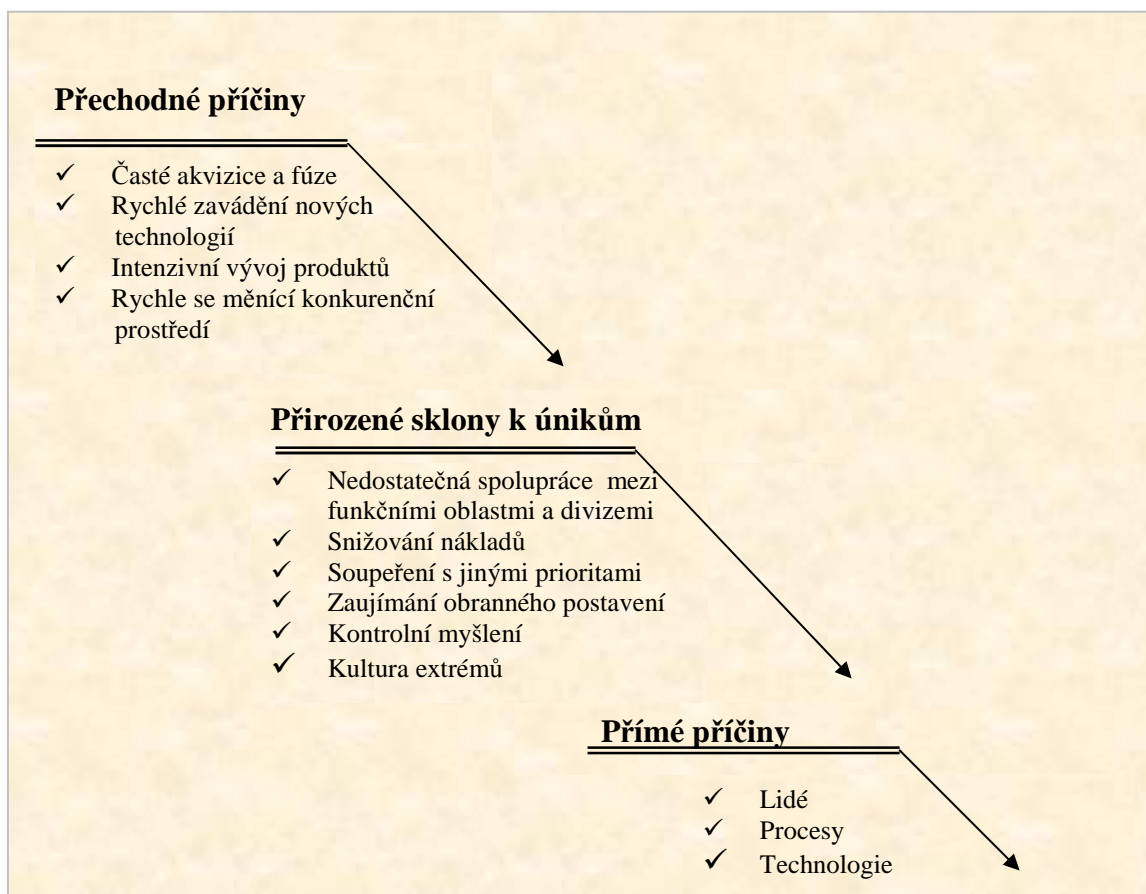 Přechodné příčiny
✓ Časté akvizice a fúze
✓ Rychlé zavádění nových
technologií
✓ Intenzivní vývoj produktů
✓ Rychle se měnící konkurenční
prostředí
Přirozené sklony k únikům
✓ Nedostatečná spolupráce mezi
funkčními oblastmi a divizemi
✓ Snižování nákladů
✓ Soupeření s jinými prioritami
✓ Zaujímání obranného postavení
✓ Kontrolní myšlení
✓ Kultura extrémů
Přímé příčiny
✓ Lidé
✓ Procesy
✓ Technologie